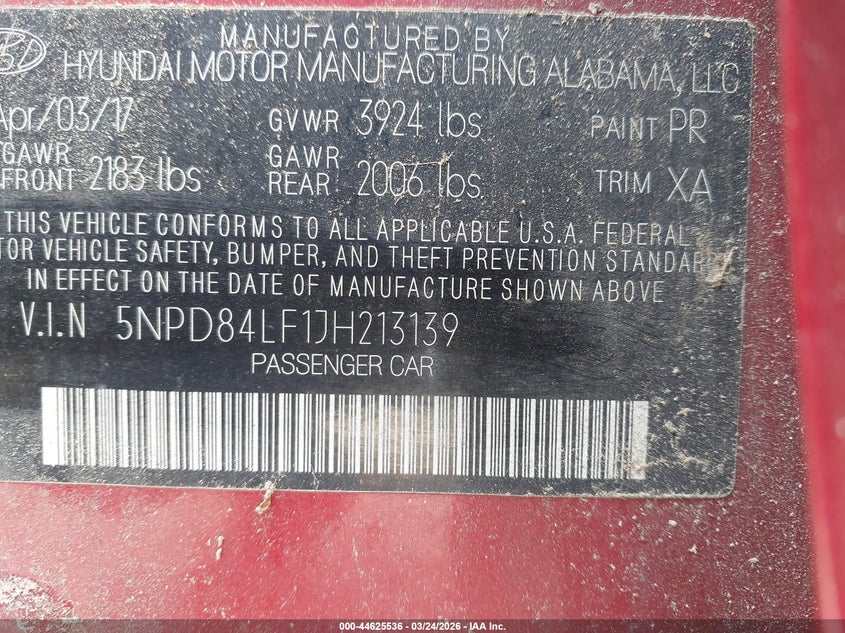 MANUFACTURED BY
HYUNDAI MOTOR MANUFACTURING ALABAMA, LLC
Apr/03/17 GVWR 3924 lbs PAINT PR
GAWR FRONT 2183 lbs GAWR REAR 2006 lbs TRIM XA
THIS VEHICLE CONFORMS TO ALL APPLICABLE U.S.A. FEDERAL
TOR VEHICLE SAFETY, BUMPER, AND THEFT PREVENTION STANDARD
IN EFFECT ON THE DATE OF MANUFACTURE SHOWN ABOVE
V.I.N 5NPD84LF1JH213139
PASSENGER CAR
000-44625536 - 03/24/2026 - IAA Inc.